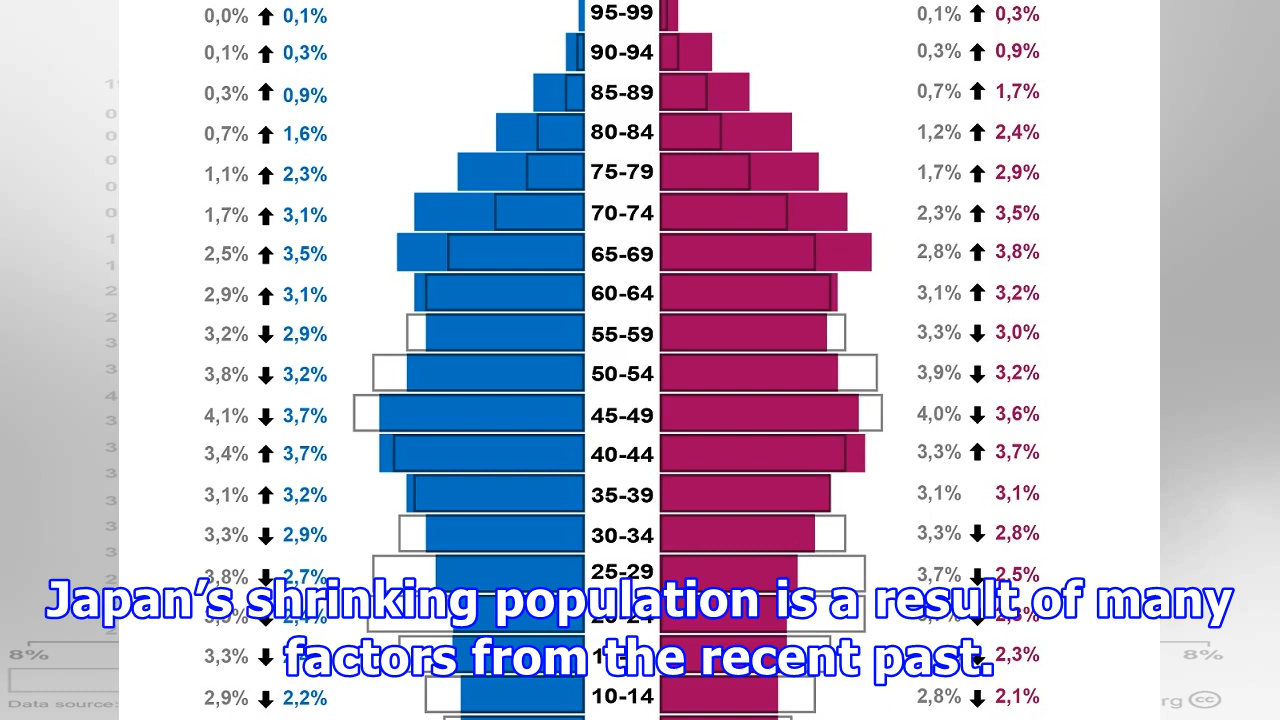 0,0% 0,1% 95-99 0,1% 0,3%
0,1% 0,3% 90-94 0,3% 0,9%
0,3% 0,9% 85-89 0,7% 1,7%
0,7% 1,6% 80-84 1,2% 2,4%
1,1% 2,3% 75-79 1,7% 2,9%
1,7% 3,1% 70-74 2,3% 3,5%
2,5% 3,5% 65-69 2,8% 3,8%
2,9% 3,1% 60-64 3,1% 3,2%
3,2% 2,9% 55-59 3,3% 3,0%
3,8% 3,2% 50-54 3,9% 3,2%
4,1% 3,7% 45-49 4,0% 3,6%
3,4% 3,7% 40-44 3,3% 3,7%
3,1% 3,2% 35-39 3,1% 3,1%
3,3% 2,9% 30-34 3,3% 2,8%
3,8% 2,7% 25-29 3,7% 2,5%
Japan's shrinking population is a result of many
factors from the recent past.
3,3% 2,3%
8% 8%
2,9% 2,2% 10-14 2,8% 2,1%
Data source: